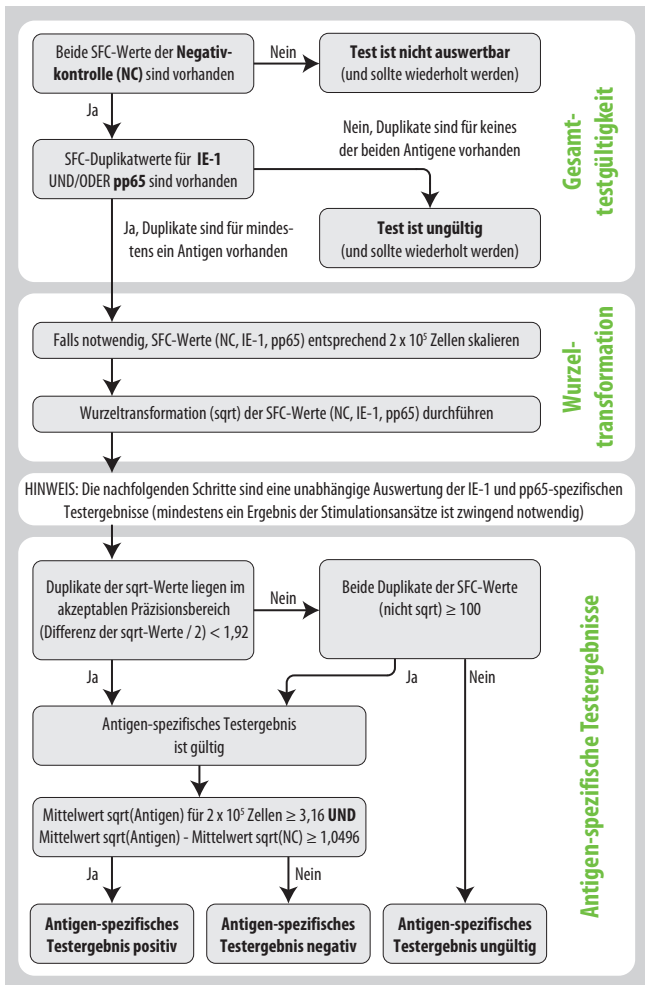 Beide SFC-Werte der Negativ-
kontrolle (NC) sind vorhanden
Nein
Test ist nicht auswertbar
(und sollte wiederholt werden)
Ja
SFC-Duplikatwerte für IE-1
UND/ODER pp65 sind vorhanden
Nein, Duplikate sind für keines
der beiden Antigene vorhanden
Test ist ungültig
(und sollte wiederholt werden)
Ja, Duplikate sind für mindes-
tens ein Antigen vorhanden
Gesamt-
testgültigkeit
Falls notwendig, SFC-Werte (NC, IE-1, pp65) entsprechend 2 x 10⁵ Zellen skalieren
Wurzeltransformation (sqrt) der SFC-Werte (NC, IE-1, pp65) durchführen
Wurzel-
transformation
HINWEIS: Die nachfolgenden Schritte sind eine unabhängige Auswertung der IE-1 und pp65-spezifischen
Testergebnisse (mindestens ein Ergebnis der Stimulationsansätze ist zwingend notwendig)
Duplikate der sqrt-Werte liegen im
akzeptablen Präzisionsbereich
(Differenz der sqrt-Werte / 2) < 1,92
Nein
Beide Duplikate der SFC-Werte
(nicht sqrt) ≥ 100
Ja
Ja
Nein
Antigen-spezifisches Testergebnis
ist gültig
Mittelwert sqrt(Antigen) für 2 x 10⁵ Zellen ≥ 3,16 UND
Mittelwert sqrt(Antigen) - Mittelwert sqrt(NC) ≥ 1,0496
Ja
Nein
Antigen-spezifisches
Testergebnis positiv
Antigen-spezifisches
Testergebnis negativ
Antigen-spezifisches
Testergebnis ungültig
Antigen-spezifische Testergebnisse